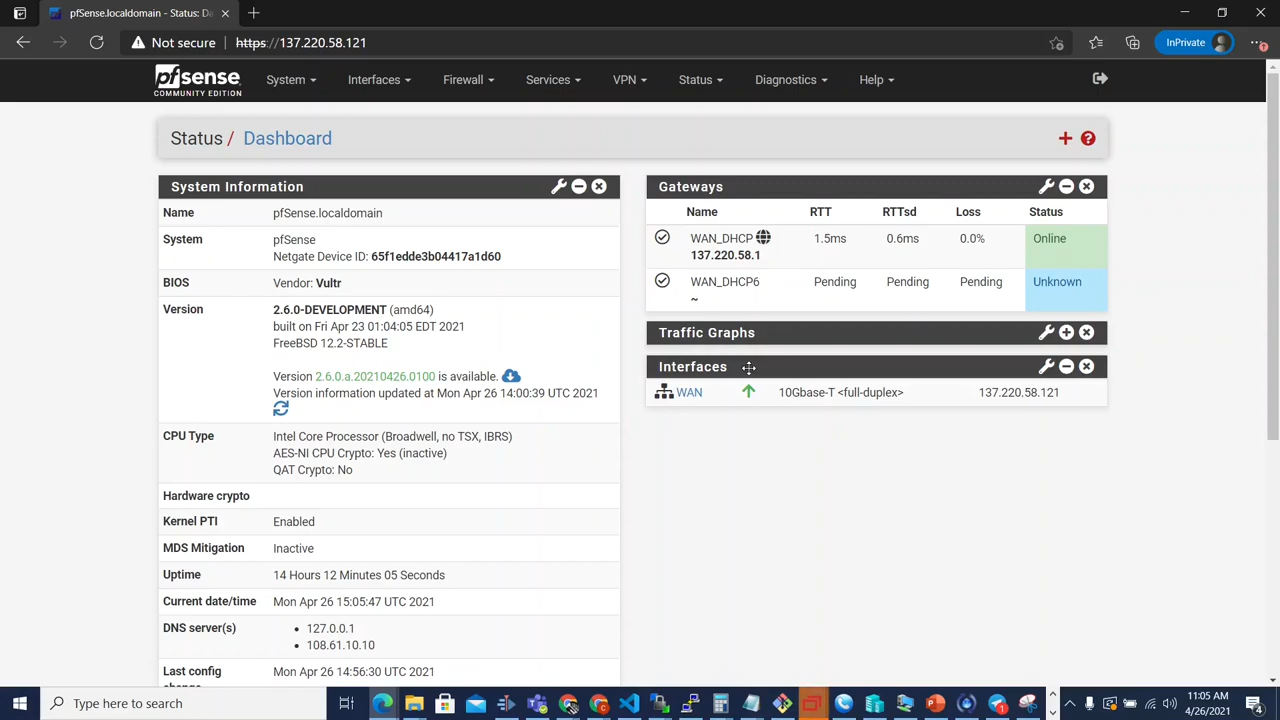 pfSense.localdomain - Status: Da
Not secure
https://137.220.58.121
InPrivate
pfsense
COMMUNITY EDITION
System
Interfaces
Firewall
Services
VPN
Status
Diagnostics
Help
Status / Dashboard
System Information
Name
pfSense.localdomain
System
pfSense
Netgate Device ID: 65f1edde3b04417a1d60
BIOS
Vendor: Vultr
Version
2.6.0-DEVELOPMENT (amd64)
built on Fri Apr 23 01:04:05 EDT 2021
FreeBSD 12.2-STABLE
Version 2.6.0.a.20210426.0100 is available.
Version information updated at Mon Apr 26 14:00:39 UTC 2021
CPU Type
Intel Core Processor (Broadwell, no TSX, IBRS)
AES-NI CPU Crypto: Yes (inactive)
QAT Crypto: No
Hardware crypto
Kernel PTI
Enabled
MDS Mitigation
Inactive
Uptime
14 Hours 12 Minutes 05 Seconds
Current date/time
Mon Apr 26 15:05:47 UTC 2021
DNS server(s)
127.0.0.1
108.61.10.10
Last config
Mon Apr 26 14:56:30 UTC 2021
Gateways
Name RTT RTTsd Loss Status
WAN_DHCP 1.5ms 0.6ms 0.0% Online
137.220.58.1
WAN_DHCP6 Pending Pending Pending Unknown
~
Traffic Graphs
Interfaces
WAN 10Gbase-T <full-duplex> 137.220.58.121
Type here to search
11:05 AM
4/26/2021